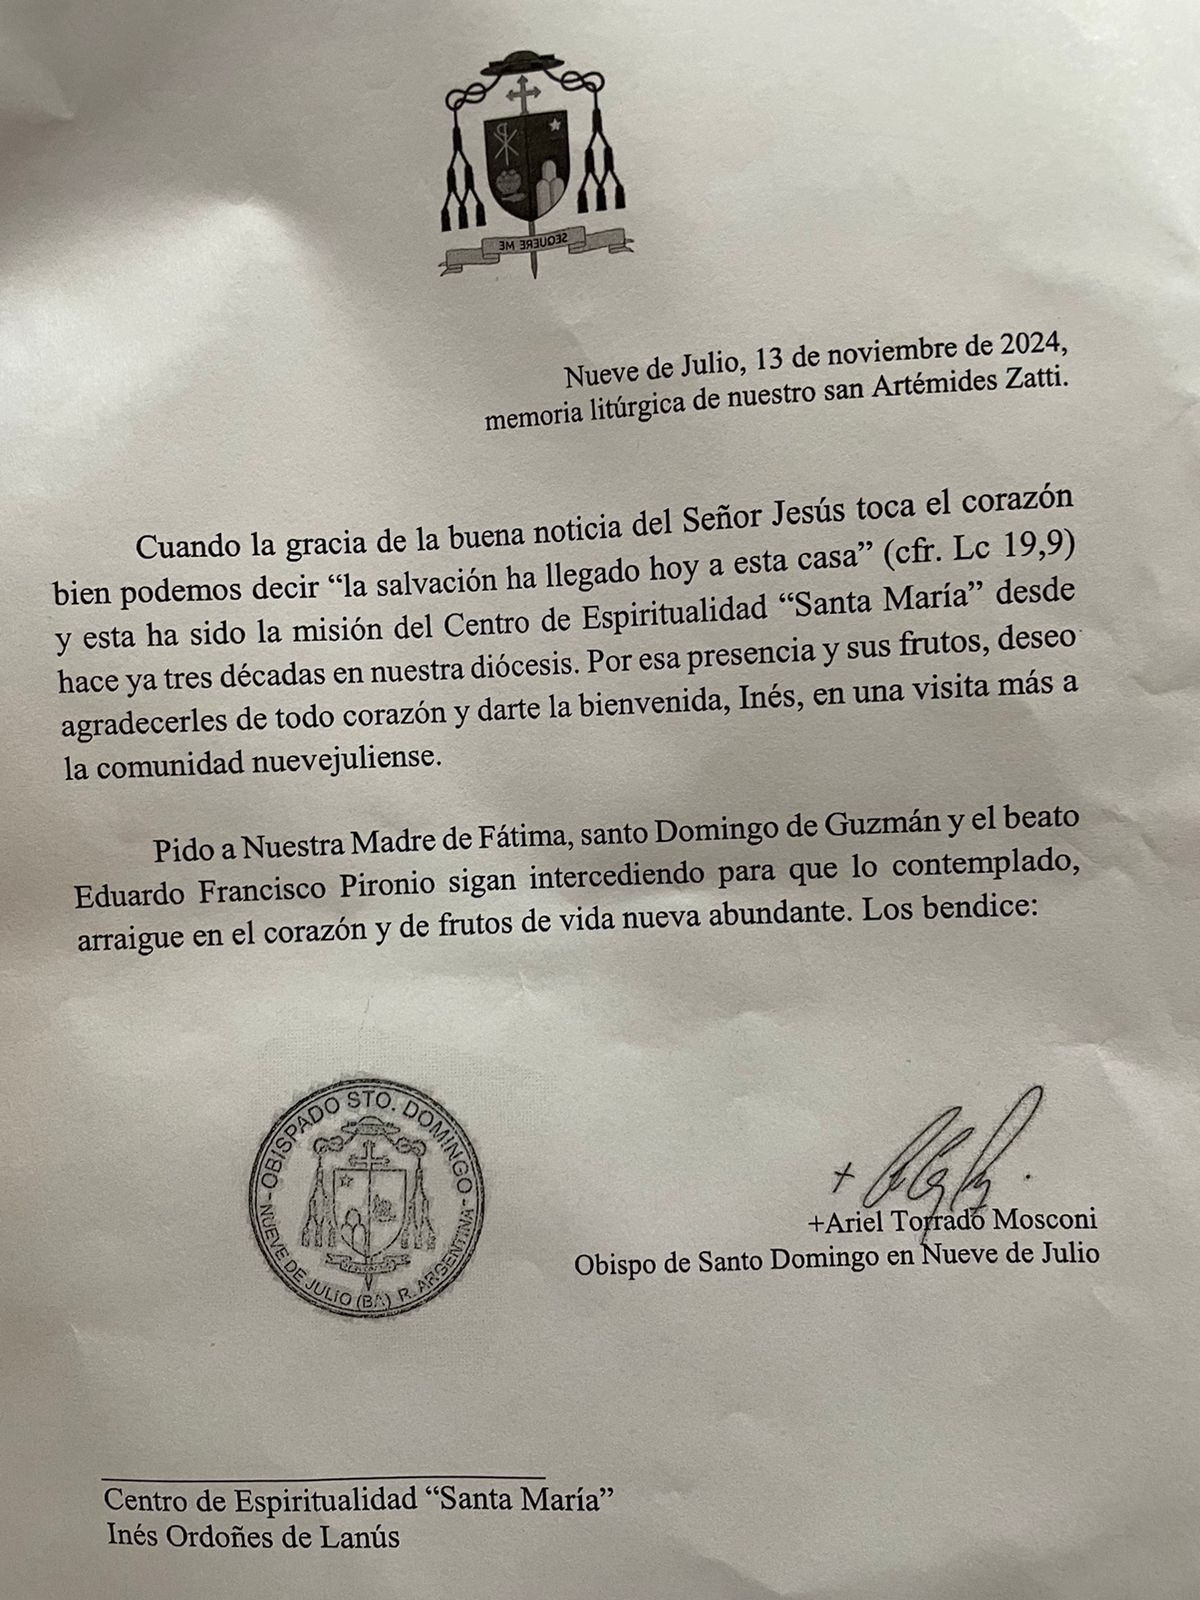 SEQUERE ME
Nueve de Julio, 13 de noviembre de 2024,
memoria litúrgica de nuestro san Artémides Zatti.
Cuando la gracia de la buena noticia del Señor Jesús toca el corazón
bien podemos decir “la salvación ha llegado hoy a esta casa” (cfr. Lc 19,9)
y esta ha sido la misión del Centro de Espiritualidad “Santa María” desde
hace ya tres décadas en nuestra diócesis. Por esa presencia y sus frutos, deseo
agradecerles de todo corazón y darte la bienvenida, Inés, en una visita más a
la comunidad nuevejuliense.
Pido a Nuestra Madre de Fátima, santo Domingo de Guzmán y el beato
Eduardo Francisco Pironio sigan intercediendo para que lo contemplado,
arraigue en el corazón y de frutos de vida nueva abundante. Los bendice:
OBISPADO STO. DOMINGO
- NUEVE DE JULIO (BA) R. ARGENTINA -
+Ariel Torrado Mosconi
Obispo de Santo Domingo en Nueve de Julio
Centro de Espiritualidad “Santa María”
Inés Ordoñes de Lanús